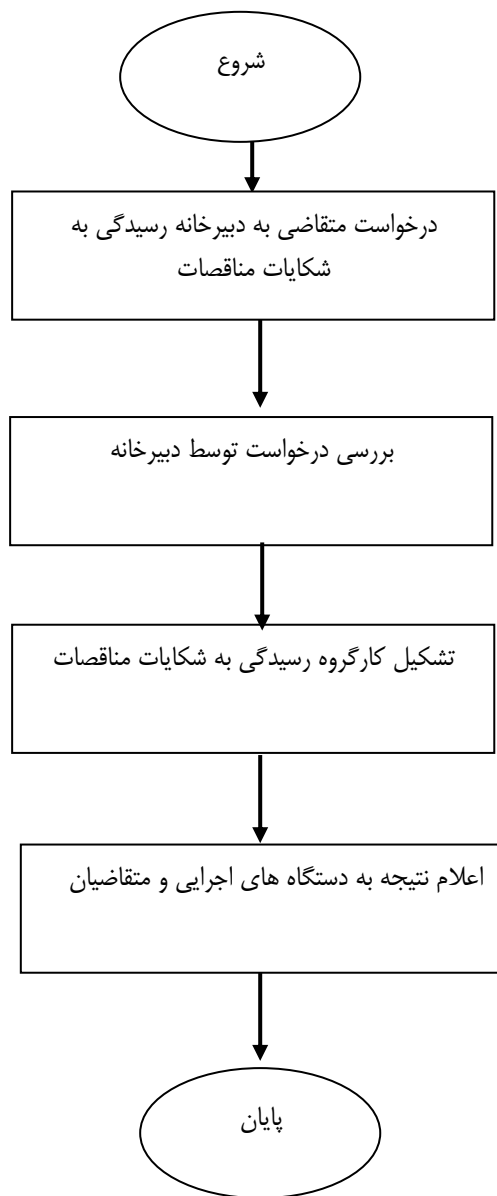 شروع
درخواست متقاضی به دبیرخانه رسیدگی به
شکایات مناقصات
بررسی درخواست توسط دبیرخانه
تشکیل کارگروه رسیدگی به شکایات مناقصات
اعلام نتیجه به دستگاه های اجرایی و متقاضیان
پایان